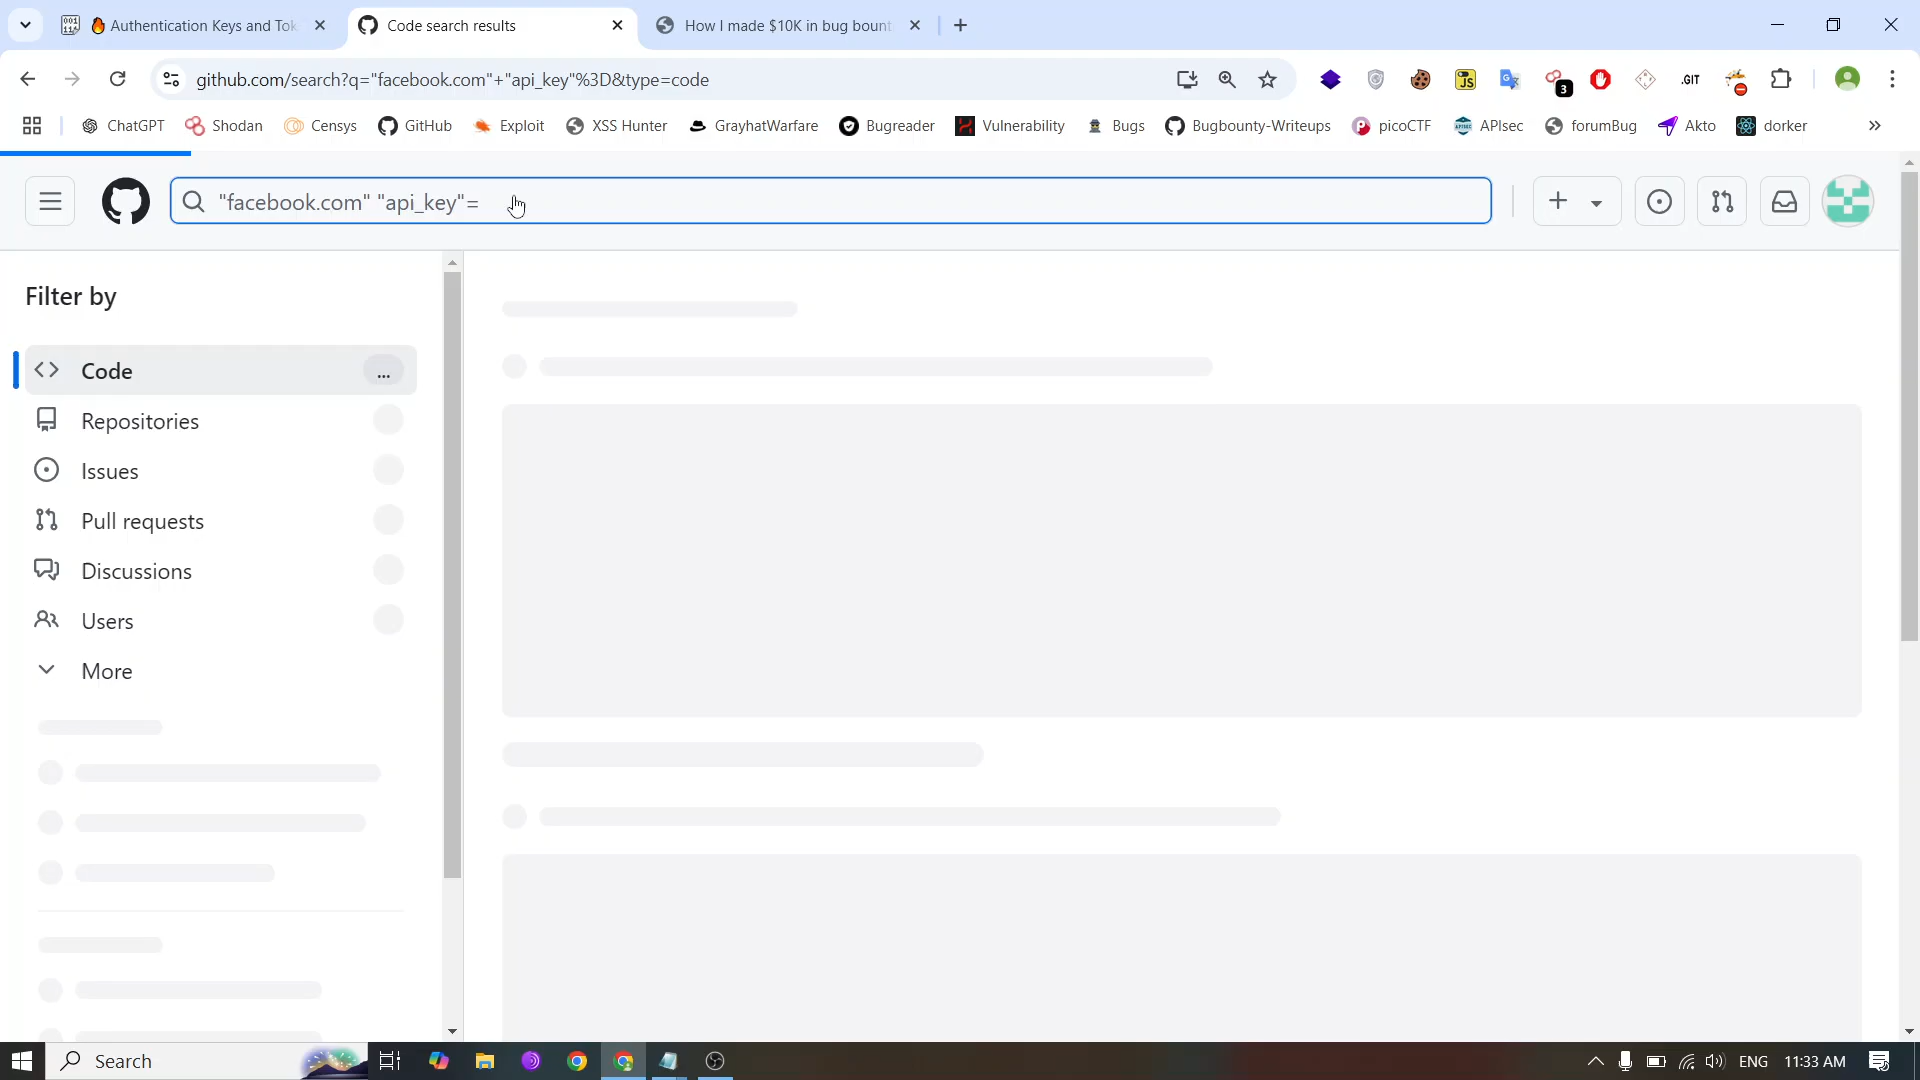 🔥 Authentication Keys and Tok
Code search results
How I made $10K in bug bount
github.com/search?q="facebook.com"+"api_key"%3D&type=code
JS
3
.GIT
ChatGPT
Shodan
Censys
GitHub
Exploit
XSS Hunter
GrayhatWarfare
Bugreader
Vulnerability
Bugs
Bugbounty-Writeups
picoCTF
APIsec
forumBug
Akto
dorker
"facebook.com" "api_key"=
Filter by
Code
...
Repositories
Issues
Pull requests
Discussions
Users
More
Search
ENG
11:33 AM